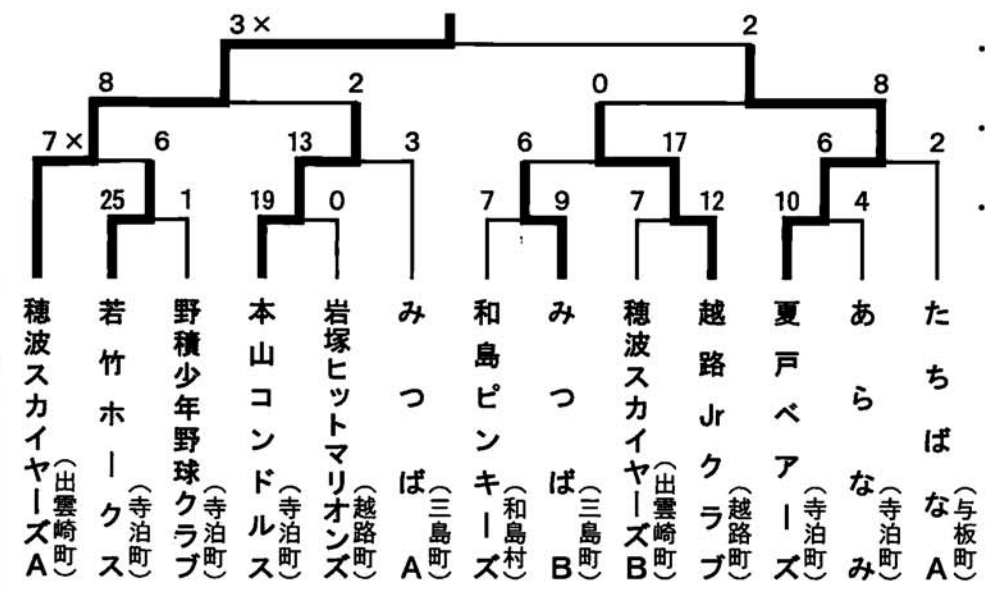 3× 2
8 2 0 8
7× 6 13 3 6 17 6 2
25 1 19 0 7 9 7 12 10 4
穂波スカイヤーズA(出雲崎町)
若竹ホークス(寺泊町)
野積少年野球クラブ(寺泊町)
本山コンドルス(寺泊町)
岩塚ヒットマリオンズ(越路町)
みつばA(三島町)
和島ピンキーズ(和島村)
みつばB(三島町)
穂波スカイヤーズB(出雲崎町)
越路Jrクラブ(越路町)
夏戸ベアーズ(寺泊町)
あらなみ(寺泊町)
たちばなA(与板町)